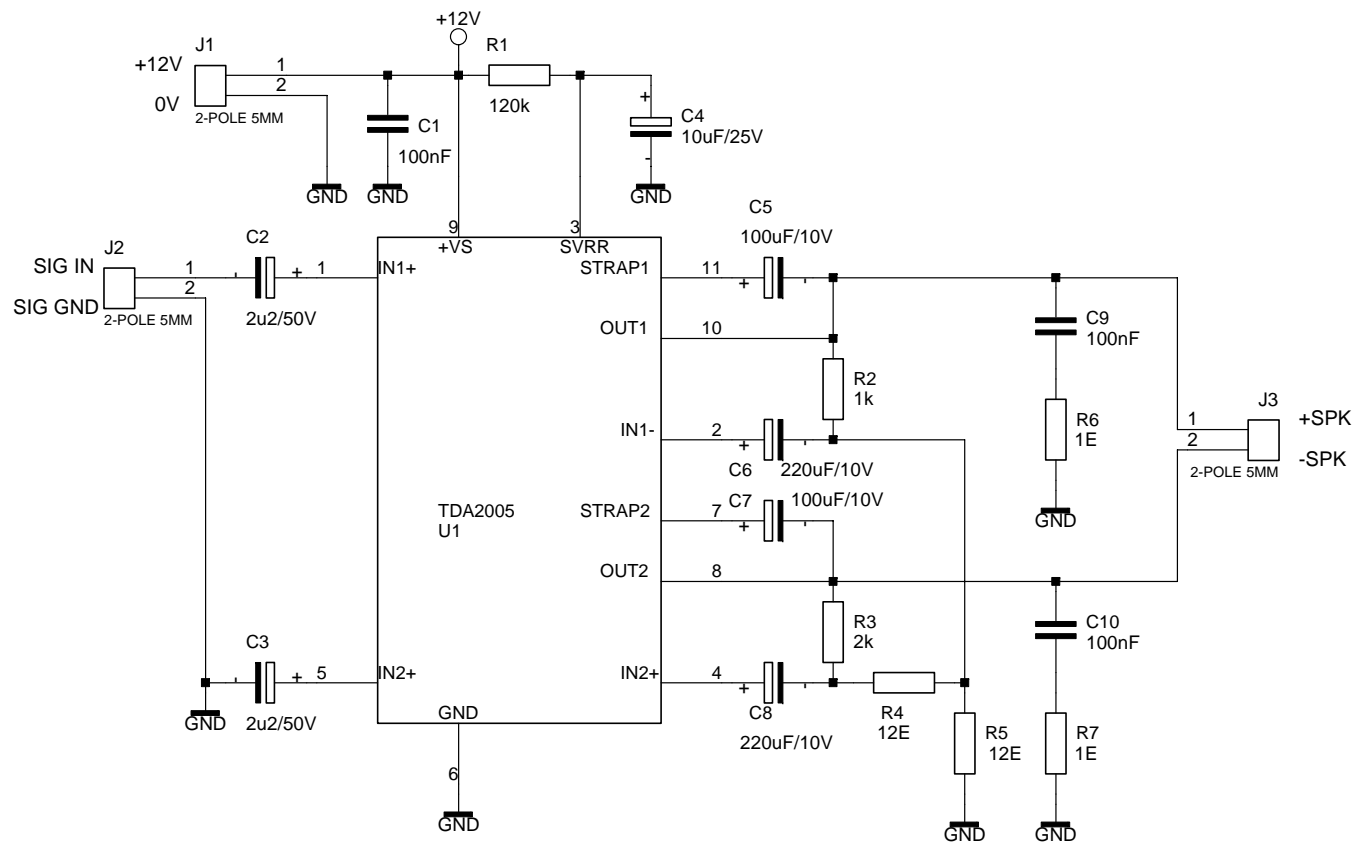 +12V
J1
R1
+12V
1
2
0V
2-POLE 5MM
120k
C1
100nF
+
C4
10uF/25V
-
GND
GND
GND
C5
100uF/10V
J2
C2
9
+VS
3
SVRR
SIG IN
1
-
+
1
IN1+
STRAP1
11
+
-
SIG GND
2
2-POLE 5MM
2u2/50V
OUT1
10
C9
100nF
R2
1k
J3
IN1-
2
+
-
R6
1E
1
+SPK
2
-SPK
2-POLE 5MM
C6
220uF/10V
C7
100uF/10V
TDA2005
U1
STRAP2
7
+
-
GND
OUT2
8
C3
R3
2k
C10
100nF
-
+
5
IN2+
IN2+
4
+
-
GND
2u2/50V
GND
C8
220uF/10V
R4
12E
R5
12E
R7
1E
6
GND
GND
GND